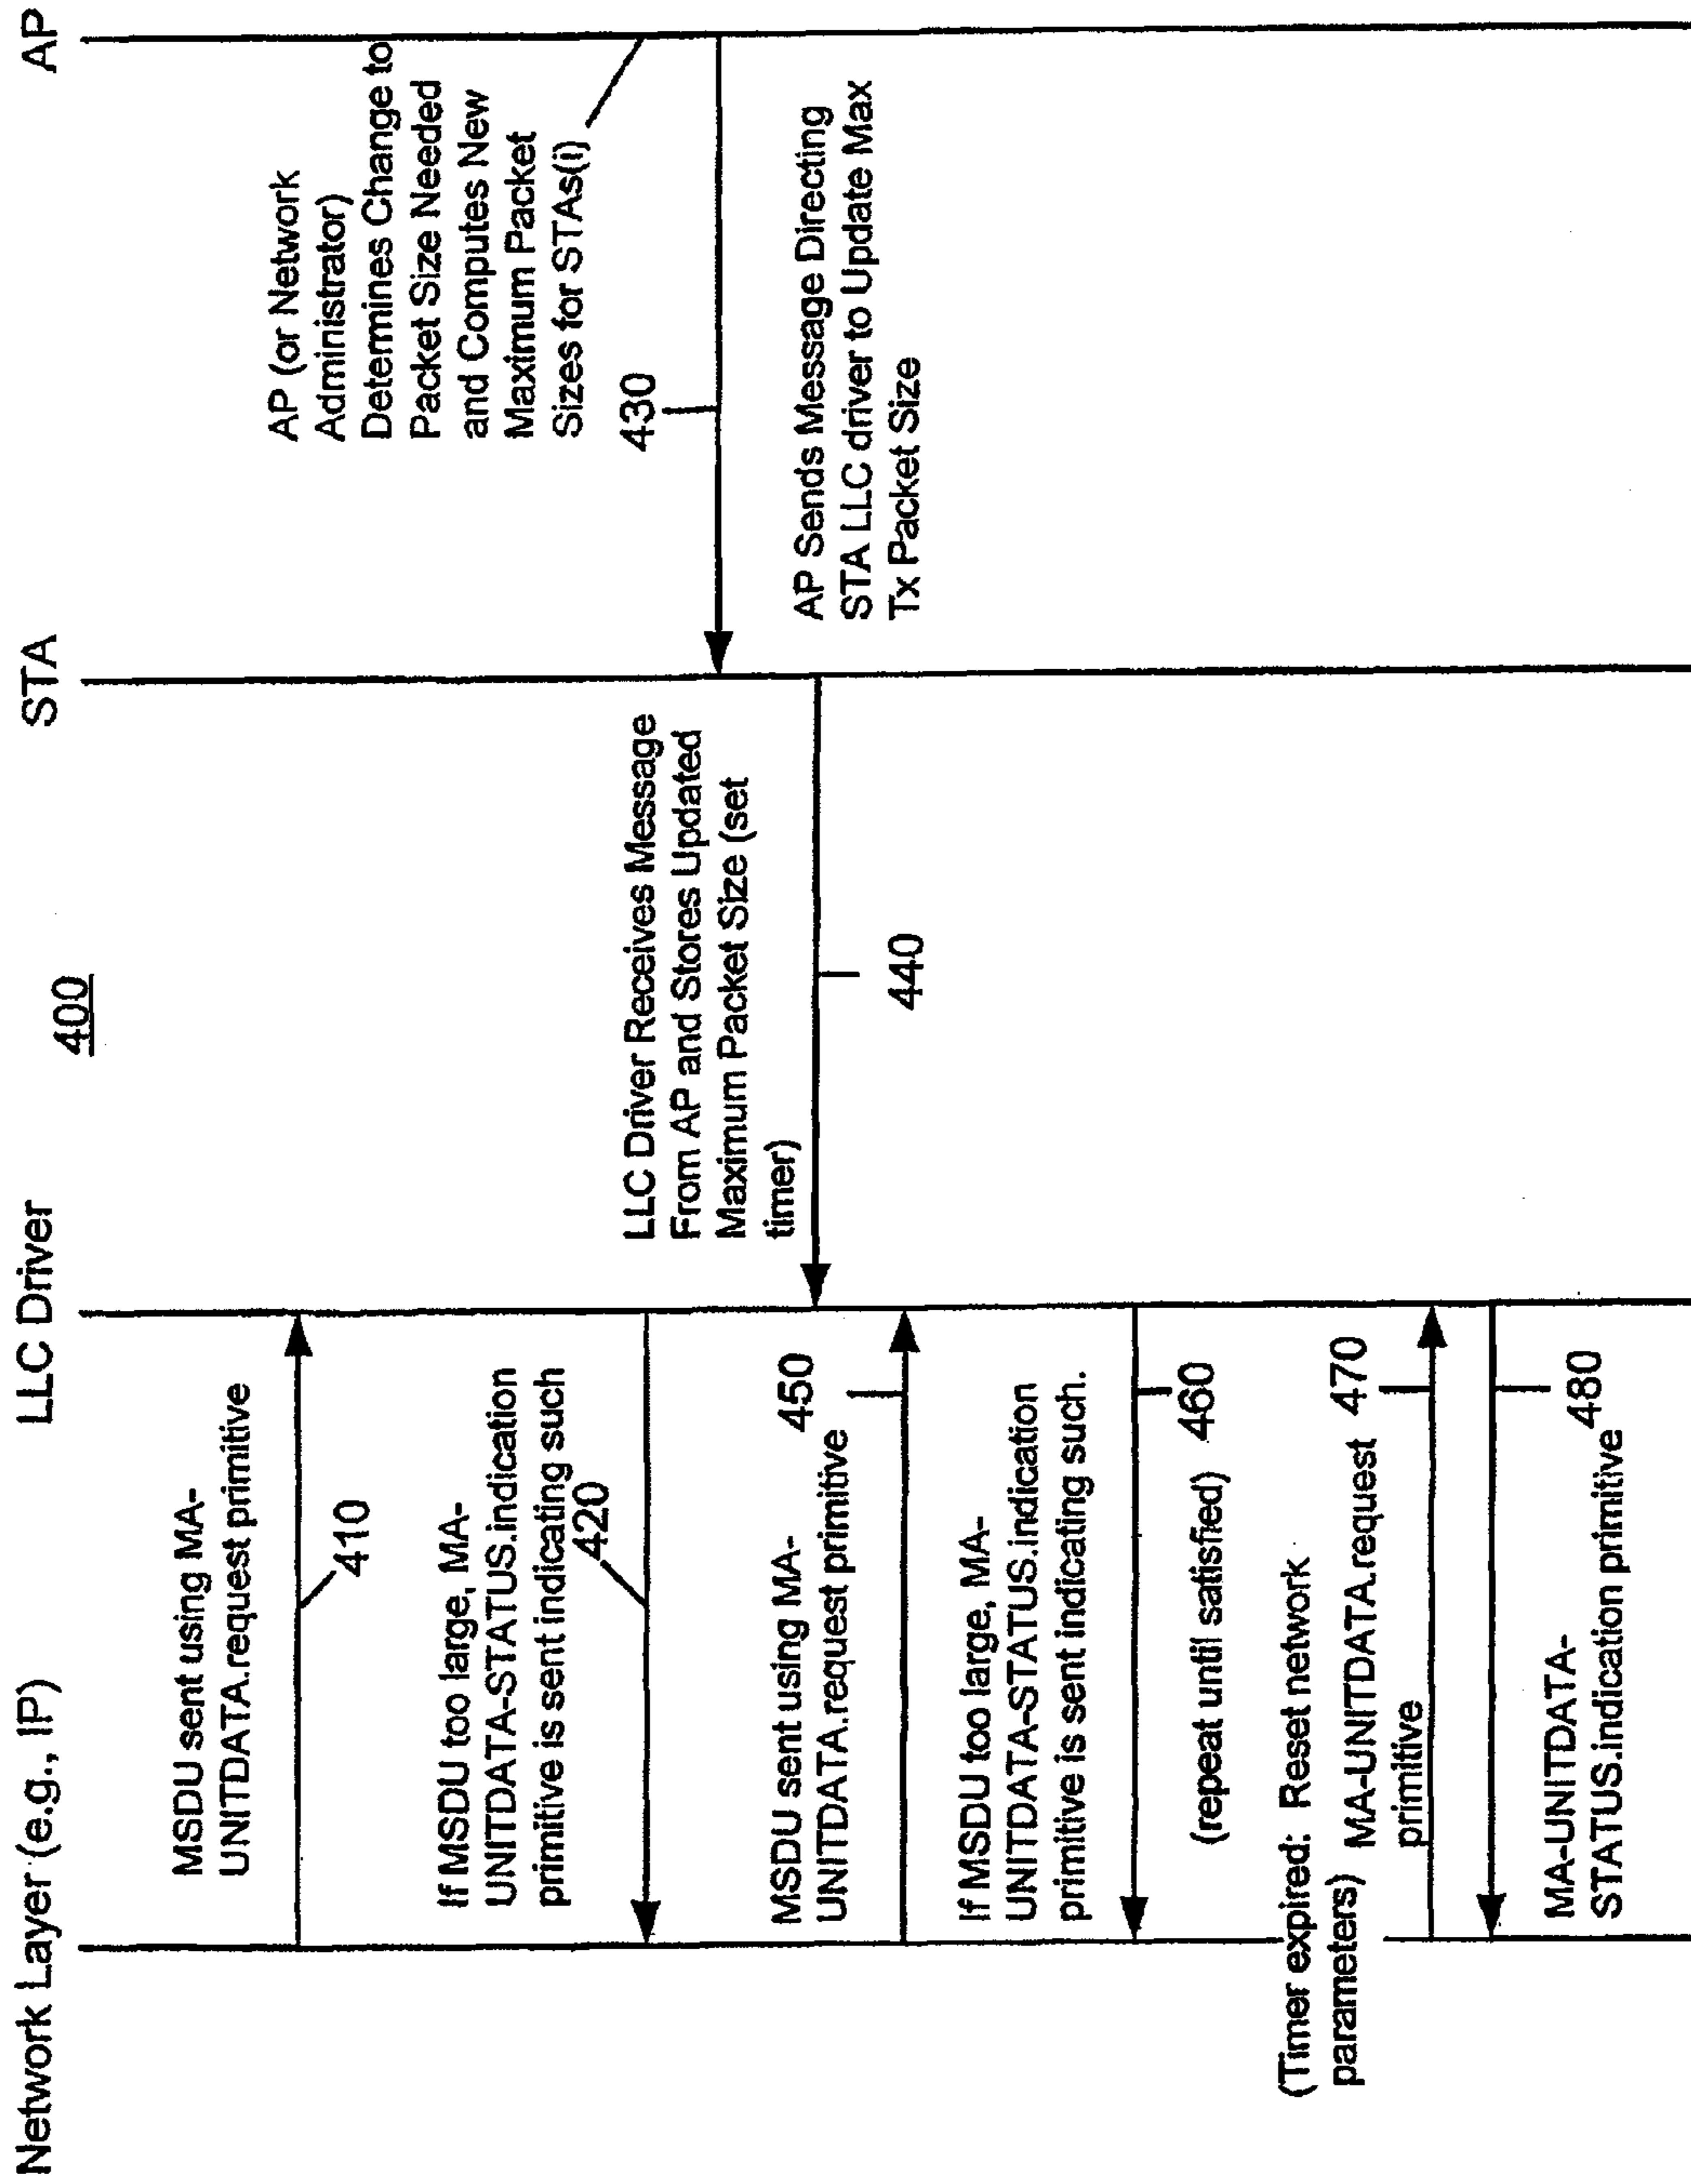 400
Network Layer (e.g., IP)
LLC Driver
STA
AP
MSDU sent using MA-
UNITDATA.request primitive
410
If MSDU too large, MA-
UNITDATA-STATUS.indication
primitive is sent indicating such
420
AP (or Network
Administrator)
Determines Change to
Packet Size Needed
and Computes New
Maximum Packet
Sizes for STAs(i)
430
AP Sends Message Directing
STA LLC driver to Update Max
Tx Packet Size
LLC Driver Receives Message
From AP and Stores Updated
Maximum Packet Size (set
timer)
440
MSDU sent using MA-
UNITDATA.request primitive
450
If MSDU too large, MA-
UNITDATA-STATUS.indication
primitive is sent indicating such.
460
(repeat until satisfied)
(Timer expired: Reset network
parameters)
MA-UNITDATA.request
primitive
470
MA-UNITDATA-
STATUS.indication primitive
480